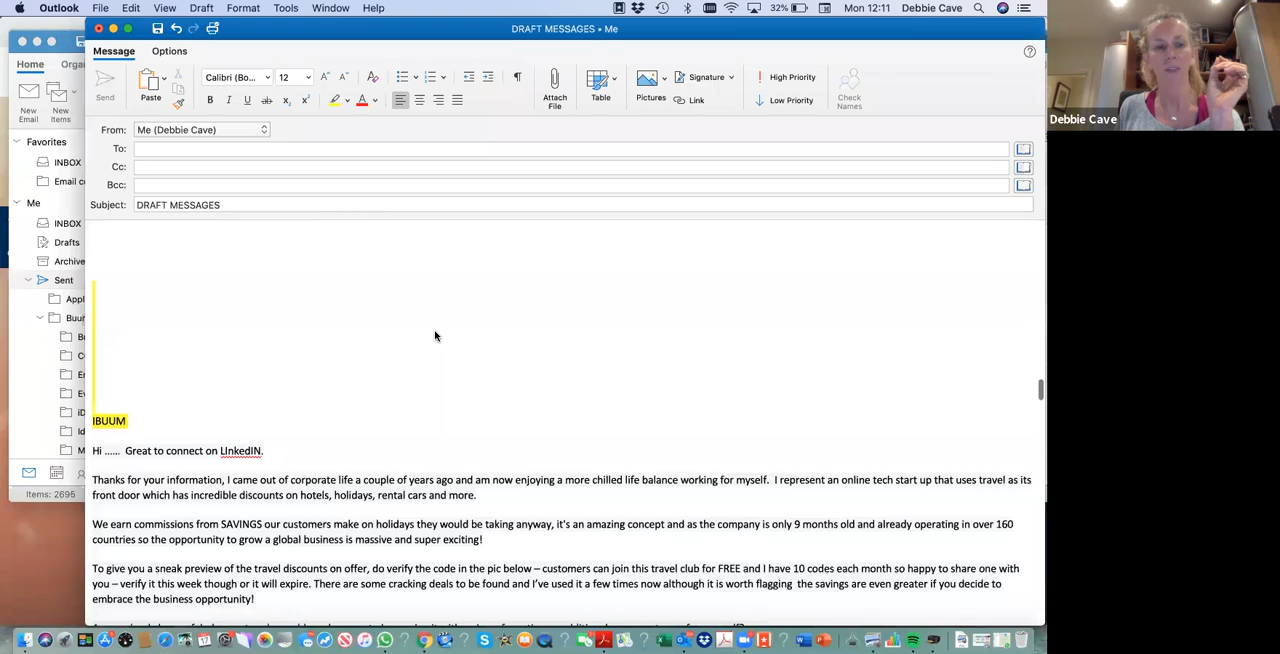 Outlook File Edit View Draft Format Tools Window Help 32% Mon 12:11 Debbie Cave
DRAFT MESSAGES • Me
Home Orga
Message Options
Calibri (Bo... 12
Signature
High Priority
Send Paste Attach File Table Pictures Link Low Priority Check Names
New Email New Items
From: Me (Debbie Cave)
To:
Cc:
Bcc:
Subject: DRAFT MESSAGES
Favorites
INBOX
Email c
Me
INBOX
Drafts
Archive
Sent
Appl
Buu
B
C
E
Ev
iD
Id
M
Items: 2695
IBUUM
Hi ...... Great to connect on LInkedIN.
Thanks for your information, I came out of corporate life a couple of years ago and am now enjoying a more chilled life balance working for myself. I represent an online tech start up that uses travel as its
front door which has incredible discounts on hotels, holidays, rental cars and more.
We earn commissions from SAVINGS our customers make on holidays they would be taking anyway, it's an amazing concept and as the company is only 9 months old and already operating in over 160
countries so the opportunity to grow a global business is massive and super exciting!
To give you a sneak preview of the travel discounts on offer, do verify the code in the pic below – customers can join this travel club for FREE and I have 10 codes each month so happy to share one with
you – verify it this week though or it will expire. There are some cracking deals to be found and I've used it a few times now although it is worth flagging the savings are even greater if you decide to
embrace the business opportunity!
Debbie Cave